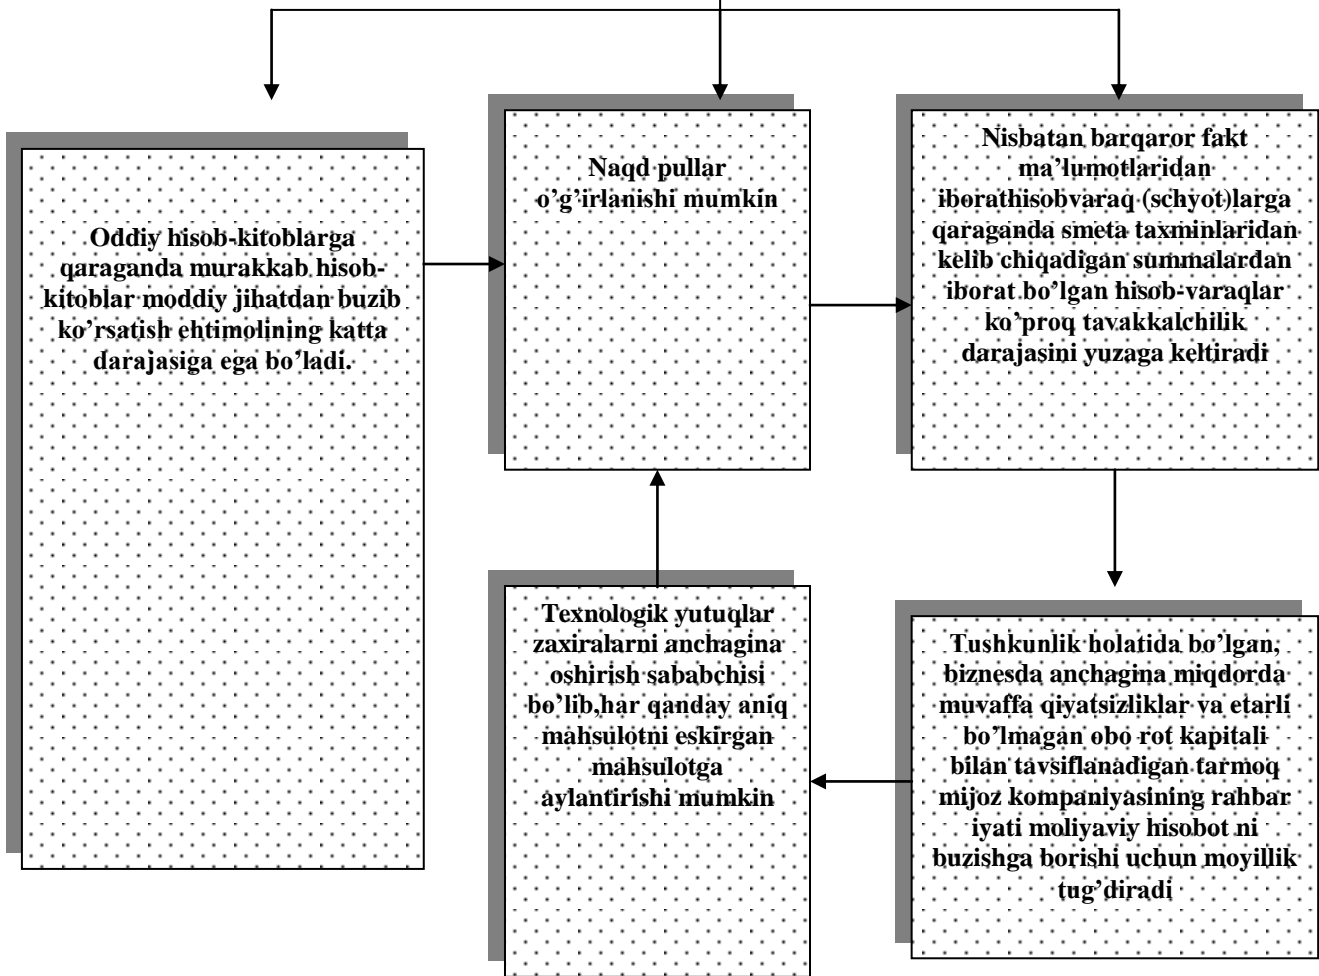 Oddiy hisob-kitoblarga
qaraganda murakkab hisob-
kitoblar moddiy jihatdan buzib
ko’rsatish ehtimolining katta
darajasiga ega bo’ladi.
Naqd pullar
o’g’irlanishi mumkin
Nisbatan barqaror fakt
ma’lumotlaridan
iborathisobvaraq (schyot)larga
qaraganda smeta taxminlaridan
kelib chiqadigan summalardan
iborat bo’lgan hisob-varaqlar
ko’proq tavakkalchilik
darajasini yuzaga keltiradi
Texnologik yutuqlar
zaxiralarni anchagina
oshirish sababchisi
bo’lib,har qanday aniq
mahsulotni eskirgan
mahsulotga
aylantirishi mumkin
Tushkunlik holatida bo’lgan,
biznesda anchagina miqdorda
muvaffa qiyatsizliklar va etarli
bo’lmagan obo rot kapitali
bilan tavsiflanadigan tarmoq
mijoz kompaniyasining rahbar
iyati moliyaviy hisobot ni
buzishga borishi uchun moyillik
tug’diradi